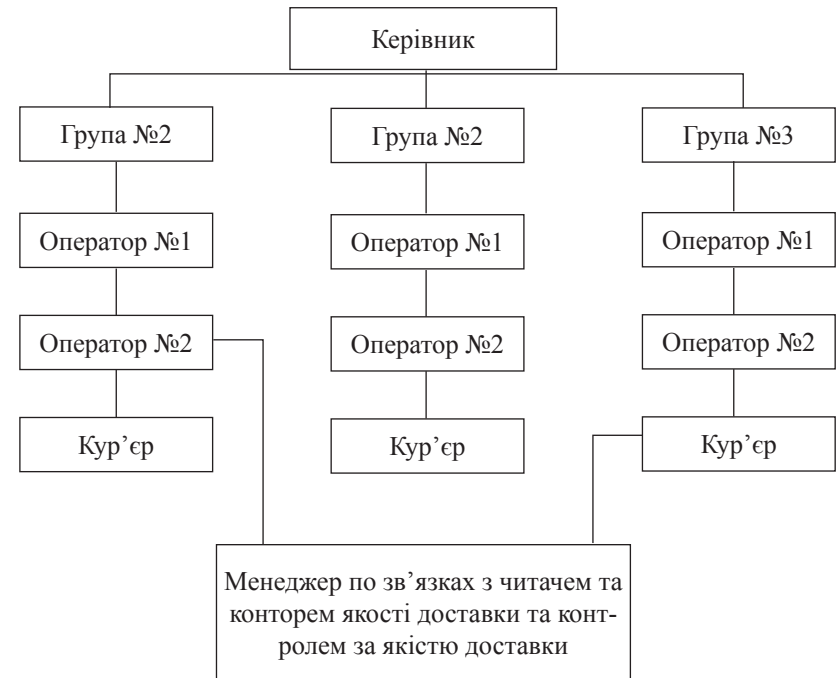 Керівник
Група №2
Група №2
Група №3
Оператор №1
Оператор №1
Оператор №1
Оператор №2
Оператор №2
Оператор №2
Кур’єр
Кур’єр
Кур’єр
Менеджер по зв’язках з читачем та
конторем якості доставки та конт-
ролем за якістю доставки